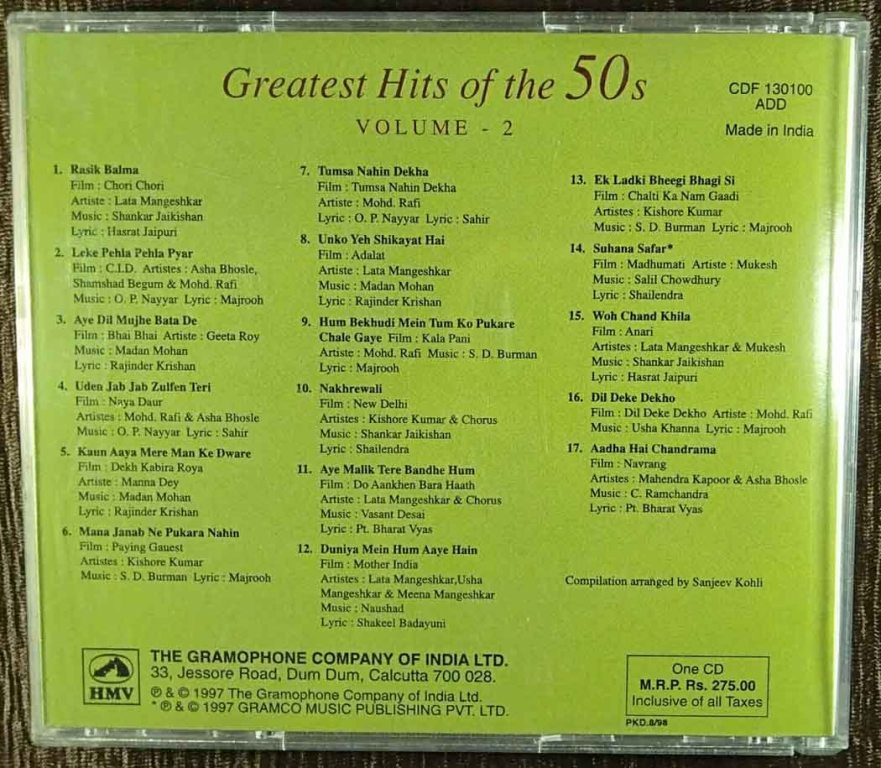 Greatest Hits of the 50s
VOLUME - 2
CDF 130100
ADD
Made in India
1. Rasik Balma
Film : Chori Chori
Artiste : Lata Mangeshkar
Music : Shankar Jaikishan
Lyric : Hasrat Jaipuri
2. Leke Pehla Pehla Pyar
Film : C.I.D. Artistes : Asha Bhosle,
Shamshad Begum & Mohd. Rafi
Music : O. P. Nayyar Lyric : Majrooh
3. Aye Dil Mujhe Bata De
Film : Bhai Bhai Artiste : Geeta Roy
Music : Madan Mohan
Lyric : Rajinder Krishan
4. Uden Jab Jab Zulfen Teri
Film : Naya Daur
Artistes : Mohd. Rafi & Asha Bhosle
Music : O. P. Nayyar Lyric : Sahir
5. Kaun Aaya Mere Man Ke Dware
Film : Dekh Kabira Roya
Artiste : Manna Dey
Music : Madan Mohan
Lyric : Rajinder Krishan
6. Mana Janab Ne Pukara Nahin
Film : Paying Gauest
Artistes : Kishore Kumar
Music : S. D. Burman Lyric : Majrooh
7. Tumsa Nahin Dekha
Film : Tumsa Nahin Dekha
Artiste : Mohd. Rafi
Lyric : O. P. Nayyar Lyric : Sahir
8. Unko Yeh Shikayat Hai
Film : Adalat
Artiste : Lata Mangeshkar
Music : Madan Mohan
Lyric : Rajinder Krishan
9. Hum Bekhudi Mein Tum Ko Pukare
Chale Gaye Film : Kala Pani
Artiste : Mohd. Rafi Music : S. D. Burman
Lyric : Majrooh
10. Nakhrewali
Film : New Delhi
Artistes : Kishore Kumar & Chorus
Music : Shankar Jaikishan
Lyric : Shailendra
11. Aye Malik Tere Bandhe Hum
Film : Do Aankhen Bara Haath
Artiste : Lata Mangeshkar & Chorus
Music : Vasant Desai
Lyric : Pt. Bharat Vyas
12. Duniya Mein Hum Aaye Hain
Film : Mother India
Artistes : Lata Mangeshkar,Usha
Mangeshkar & Meena Mangeshkar
Music : Naushad
Lyric : Shakeel Badayuni
13. Ek Ladki Bheegi Bhagi Si
Film : Chalti Ka Nam Gaadi
Artistes : Kishore Kumar
Music : S. D. Burman Lyric : Majrooh
14. Suhana Safar*
Film : Madhumati Artiste : Mukesh
Music : Salil Chowdhury
Lyric : Shailendra
15. Woh Chand Khila
Film : Anari
Artistes : Lata Mangeshkar & Mukesh
Music : Shankar Jaikishan
Lyric : Hasrat Jaipuri
16. Dil Deke Dekho
Film : Dil Deke Dekho Artiste : Mohd. Rafi
Music : Usha Khanna Lyric : Majrooh
17. Aadha Hai Chandrama
Film : Navrang
Artistes : Mahendra Kapoor & Asha Bhosle
Music : C. Ramchandra
Lyric : Pt. Bharat Vyas
Compilation arranged by Sanjeev Kohli
HMV
THE GRAMOPHONE COMPANY OF INDIA LTD.
33, Jessore Road, Dum Dum, Calcutta 700 028.
℗ & © 1997 The Gramophone Company of India Ltd.
* ℗ & © 1997 GRAMCO MUSIC PUBLISHING PVT. LTD.
One CD
M.R.P. Rs. 275.00
Inclusive of all Taxes
PKD.8/98